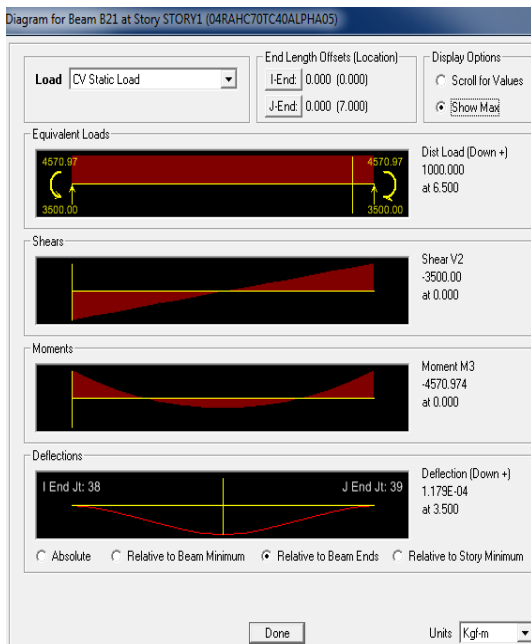 Diagram for Beam B21 at Story STORY1 (04RAHC70TC40ALPHA05)
Load CV Static Load
End Length Offsets (Location)
I-End: 0.000 (0.000)
J-End: 0.000 (7.000)
Display Options
Scroll for Values
Show Max
Equivalent Loads
4570.97 4570.97
3500.00 3500.00
Dist Load (Down +)
1000.000
at 6.500
Shears
Shear V2
-3500.00
at 0.000
Moments
Moment M3
-4570.974
at 0.000
Deflections
I End Jt: 38 J End Jt: 39
Deflection (Down +)
1.179E-04
at 3.500
Absolute Relative to Beam Minimum Relative to Beam Ends Relative to Story Minimum
Done Units Kgf-m